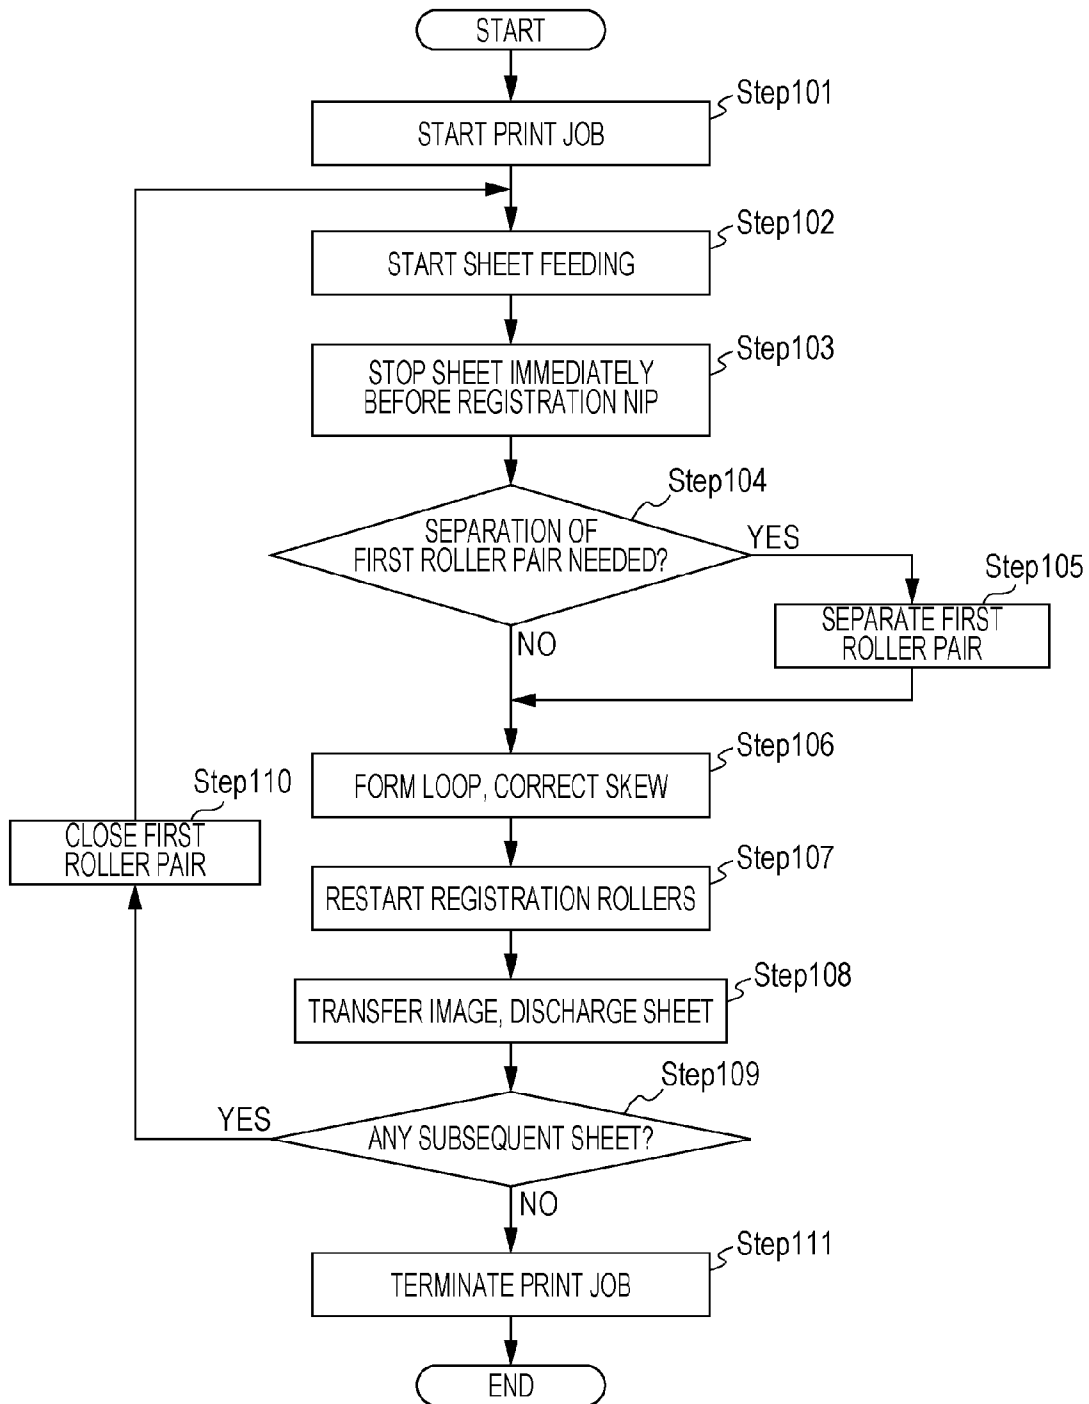 START
Step101
START PRINT JOB
Step102
START SHEET FEEDING
Step103
STOP SHEET IMMEDIATELY
BEFORE REGISTRATION NIP
Step104
SEPARATION OF
FIRST ROLLER PAIR NEEDED?
YES
NO
Step105
SEPARATE FIRST
ROLLER PAIR
Step106
FORM LOOP, CORRECT SKEW
Step107
RESTART REGISTRATION ROLLERS
Step108
TRANSFER IMAGE, DISCHARGE SHEET
Step109
ANY SUBSEQUENT SHEET?
YES
NO
Step110
CLOSE FIRST
ROLLER PAIR
Step111
TERMINATE PRINT JOB
END